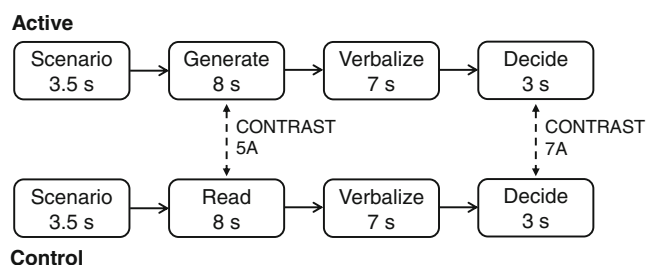 Active
Scenario
3.5 s
Generate
8 s
Verbalize
7 s
Decide
3 s
CONTRAST
5A
CONTRAST
7A
Scenario
3.5 s
Read
8 s
Verbalize
7 s
Decide
3 s
Control